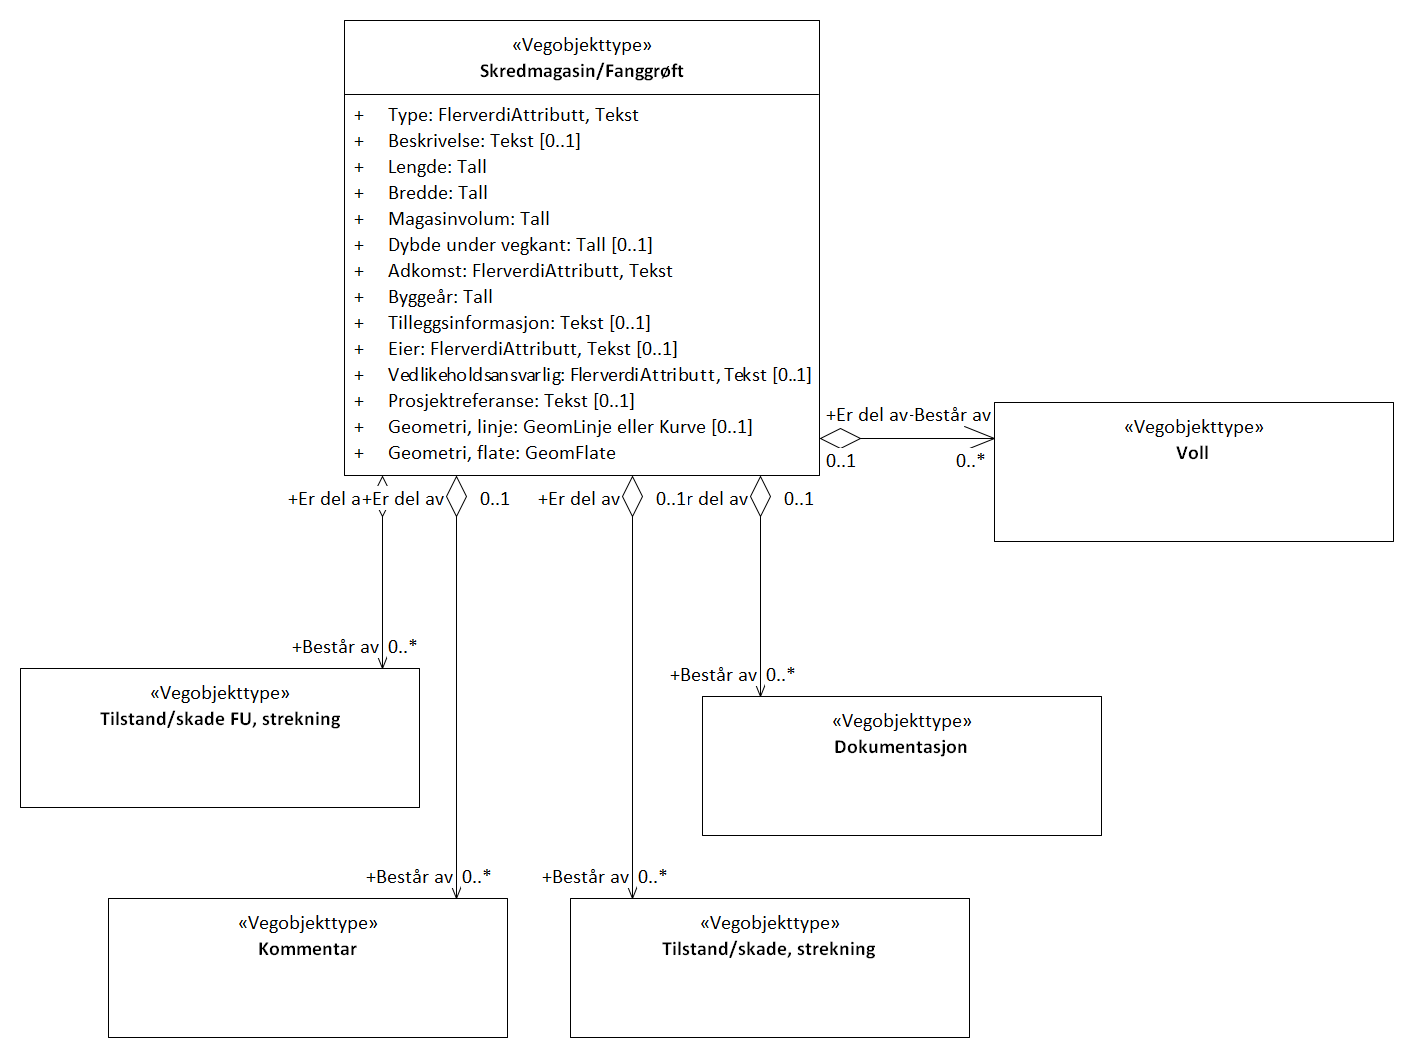 «Vegobjekttype»
Skredmagasin/Fanggrøft
+ Type: FlerverdiAttributt, Tekst
+ Beskrivelse: Tekst [0..1]
+ Lengde: Tall
+ Bredde: Tall
+ Magasinvolum: Tall
+ Dybde under vegkant: Tall [0..1]
+ Adkomst: FlerverdiAttributt, Tekst
+ Byggeår: Tall
+ Tilleggsinformasjon: Tekst [0..1]
+ Eier: FlerverdiAttributt, Tekst [0..1]
+ Vedlikeholdsansvarlig: FlerverdiAttributt, Tekst [0..1]
+ Prosjektreferanse: Tekst [0..1]
+ Geometri, linje: GeomLinje eller Kurve [0..1]
+ Geometri, flate: GeomFlate
+Er del av-Består av
0..1 0..*
«Vegobjekttype»
Voll
+Er del a+Er del av 0..1 +Er del av 0..1r del av 0..1
+Består av 0..*
«Vegobjekttype»
Tilstand/skade FU, strekning
+Består av 0..*
«Vegobjekttype»
Dokumentasjon
+Består av 0..*
«Vegobjekttype»
Kommentar
+Består av 0..*
«Vegobjekttype»
Tilstand/skade, strekning